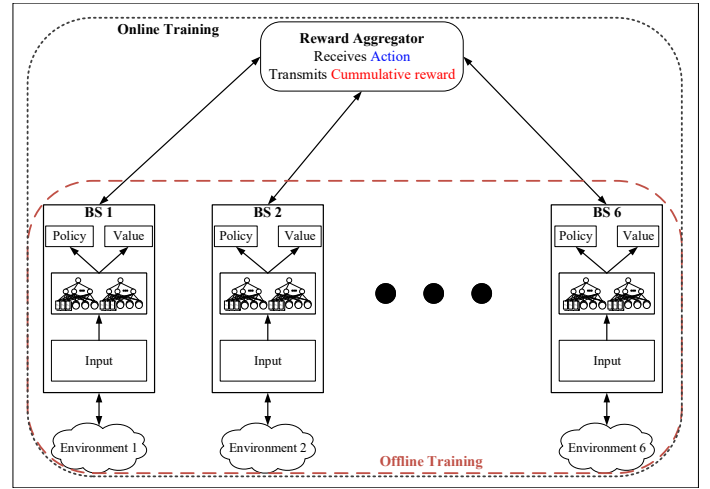 Online Training
Reward Aggregator
Receives Action
Transmits Cummulative reward
BS 1
Policy
Value
Input
Environment 1
BS 2
Policy
Value
Input
Environment 2
BS 6
Policy
Value
Input
Environment 6
Offline Training